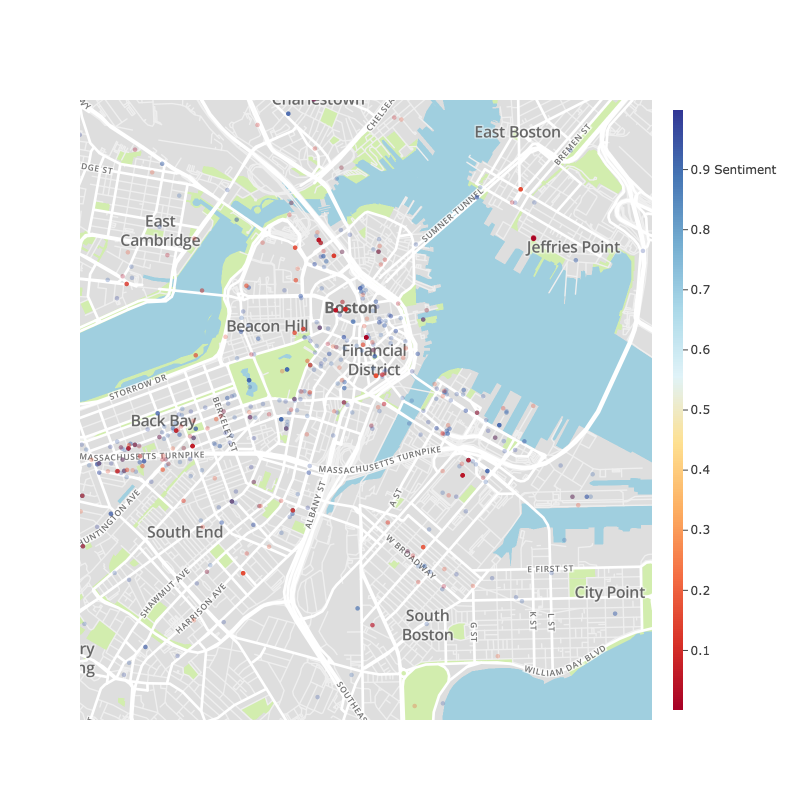 Charlestown
CHELSEA
East Boston
BREMEN ST
DGE ST
0.9 Sentiment
SUMNER TUNNEL
East
Cambridge
0.8
Jeffries Point
0.7
Boston
Beacon Hill
Financial
District
0.6
STORROW DR
0.5
Back Bay
BERKELEY ST
MASSACHUSETTS TURNPIKE
MASSACHUSETTS TURNPIKE
0.4
HUNTINGTON AVE
ALBANY ST
A ST
South End
0.3
W BROADWAY
E FIRST ST
SHAWMUT AVE
HARRISON AVE
City Point
0.2
South
Boston
G ST
K ST
L ST
ry
ng
0.1
WILLIAM DAY BLVD
SOUTHEAS